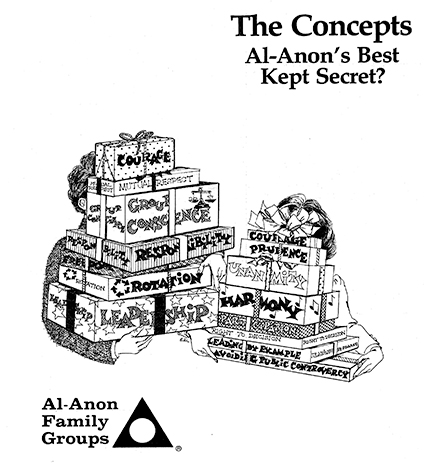 The Concepts
Al-Anon's Best
Kept Secret?
COURAGE
MUTUAL RESPECT
GROUP
CONSCIENCE
RESPONSIBILITY
ROTATION
LEADERSHIP
COURAGE
PRUDENCE
UNANIMITY
HARMONY
LEADING BY EXAMPLE
AVOIDING PUBLIC CONTROVERSY
Al-Anon
Family
Groups
®